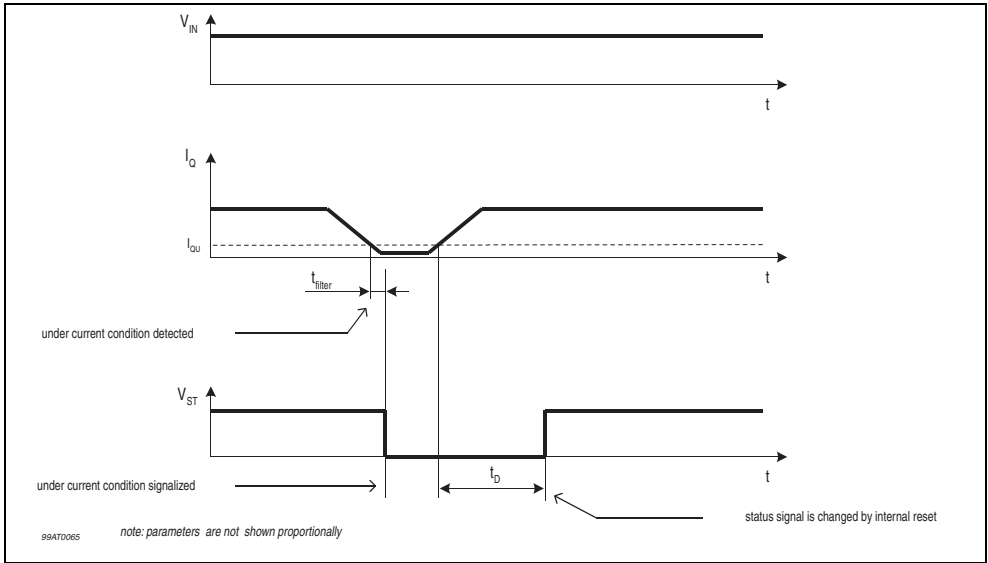 V_IN
t
I_Q
I_QU
t
t_filter
under current condition detected
V_ST
t_D
t
under current condition signalized
status signal is changed by internal reset
99AT0065
note: parameters are not shown proportionally